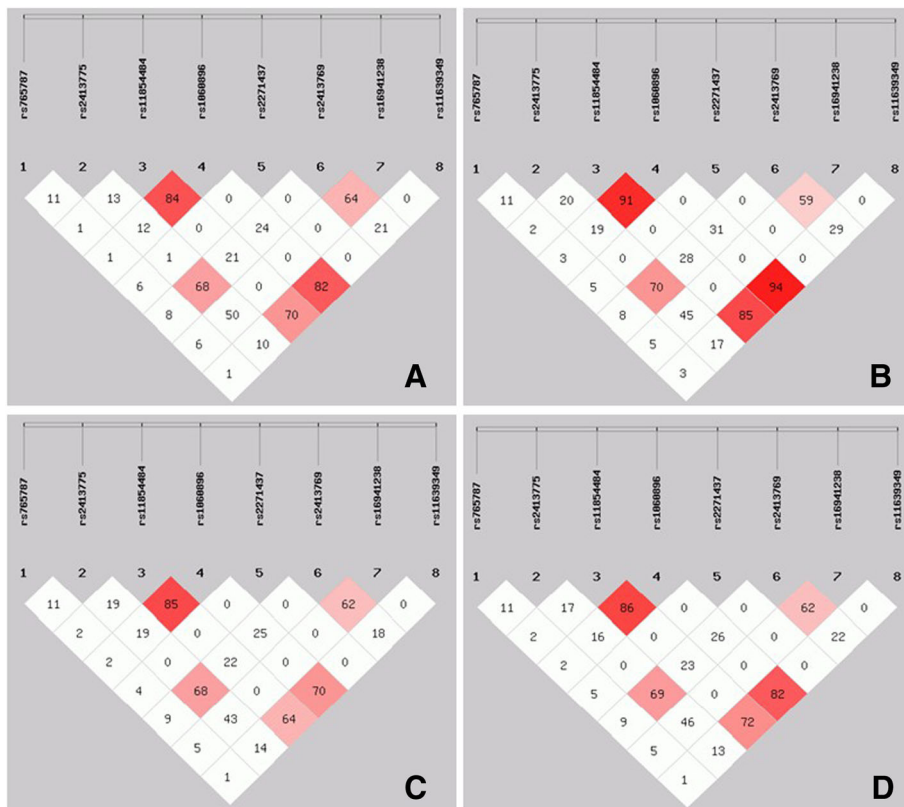 rs765787
rs2413775
rs11854484
rs1868896
rs2271437
rs2413769
rs16941238
rs11639349
1 2 3 4 5 6 7 8
11 13 84 0 0 64 0
1 12 0 24 0 21
1 1 21 0 0
6 68 0 82
8 50 70
6 10
1
A
rs765787
rs2413775
rs11854484
rs1868896
rs2271437
rs2413769
rs16941238
rs11639349
1 2 3 4 5 6 7 8
11 20 91 0 0 59 0
2 19 0 31 0 29
3 0 28 0 0
5 70 0 94
8 45 85
5 17
3
B
rs765787
rs2413775
rs11854484
rs1868896
rs2271437
rs2413769
rs16941238
rs11639349
1 2 3 4 5 6 7 8
11 19 85 0 0 62 0
2 19 0 25 0 18
2 0 22 0 0
4 68 0 70
9 43 64
5 14
1
C
rs765787
rs2413775
rs11854484
rs1868896
rs2271437
rs2413769
rs16941238
rs11639349
1 2 3 4 5 6 7 8
11 17 86 0 0 62 0
2 16 0 26 0 22
2 0 23 0 0
5 69 0 82
9 46 72
5 13
1
D